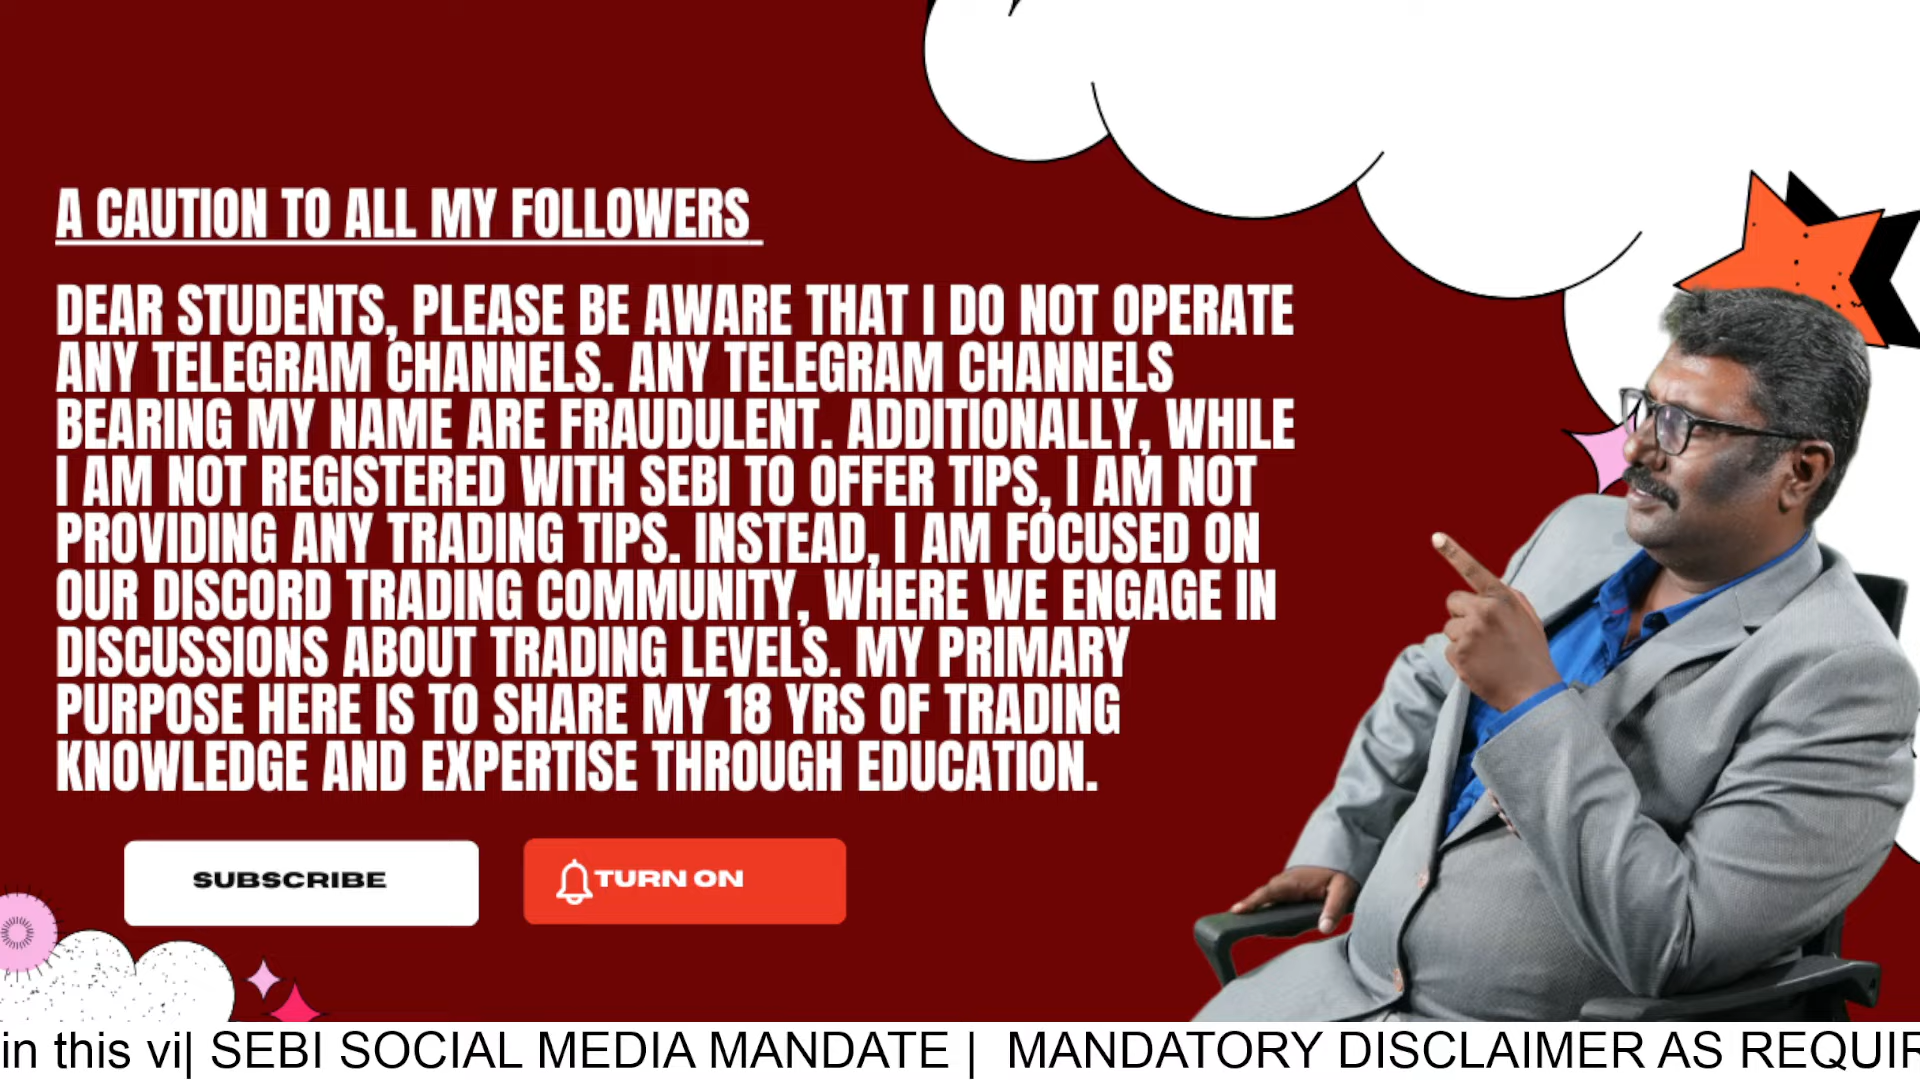 A CAUTION TO ALL MY FOLLOWERS
DEAR STUDENTS, PLEASE BE AWARE THAT I DO NOT OPERATE
ANY TELEGRAM CHANNELS. ANY TELEGRAM CHANNELS
BEARING MY NAME ARE FRAUDULENT. ADDITIONALLY, WHILE
I AM NOT REGISTERED WITH SEBI TO OFFER TIPS, I AM NOT
PROVIDING ANY TRADING TIPS. INSTEAD, I AM FOCUSED ON
OUR DISCORD TRADING COMMUNITY, WHERE WE ENGAGE IN
DISCUSSIONS ABOUT TRADING LEVELS. MY PRIMARY
PURPOSE HERE IS TO SHARE MY 18 YRS OF TRADING
KNOWLEDGE AND EXPERTISE THROUGH EDUCATION.
SUBSCRIBE
TURN ON
in this vi| SEBI SOCIAL MEDIA MANDATE | MANDATORY DISCLAIMER AS REQUIR